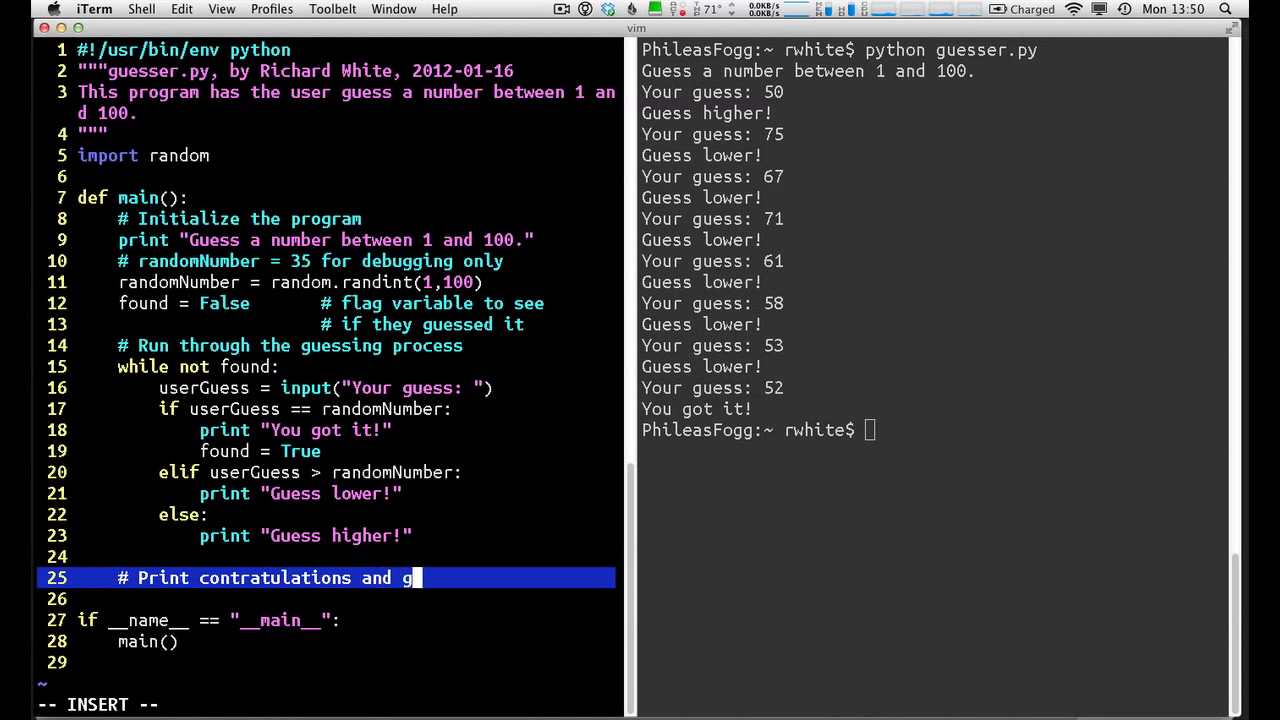 iTerm Shell Edit View Profiles Toolbelt Window Help 71° 0.0KB/s 0.0KB/s Charged Mon 13:50
vim
1 #!/usr/bin/env python
2 """guesser.py, by Richard White, 2012-01-16
3 This program has the user guess a number between 1 an
d 100.
4 """
5 import random
6
7 def main():
8 # Initialize the program
9 print "Guess a number between 1 and 100."
10 # randomNumber = 35 for debugging only
11 randomNumber = random.randint(1,100)
12 found = False # flag variable to see
13 # if they guessed it
14 # Run through the guessing process
15 while not found:
16 userGuess = input("Your guess: ")
17 if userGuess == randomNumber:
18 print "You got it!"
19 found = True
20 elif userGuess > randomNumber:
21 print "Guess lower!"
22 else:
23 print "Guess higher!"
24
25 # Print contratulations and g
26
27 if __name__ == "__main__":
28 main()
29
~
-- INSERT --
PhileasFogg:~ rwhite$ python guesser.py
Guess a number between 1 and 100.
Your guess: 50
Guess higher!
Your guess: 75
Guess lower!
Your guess: 67
Guess lower!
Your guess: 71
Guess lower!
Your guess: 61
Guess lower!
Your guess: 58
Guess lower!
Your guess: 53
Guess lower!
Your guess: 52
You got it!
PhileasFogg:~ rwhite$